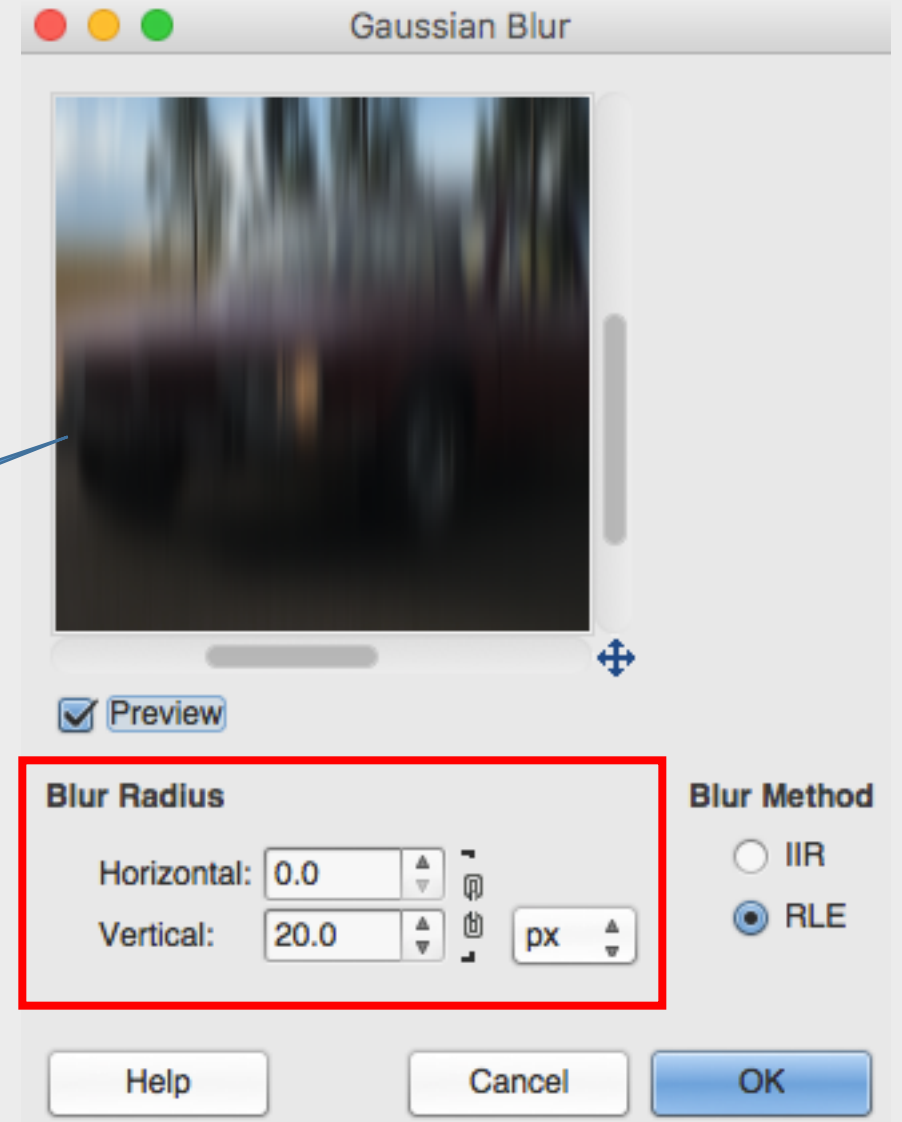 Gaussian Blur
Preview
Blur Radius
Blur Method
Horizontal: 0.0
IIR
Vertical: 20.0 px
RLE
Help Cancel OK